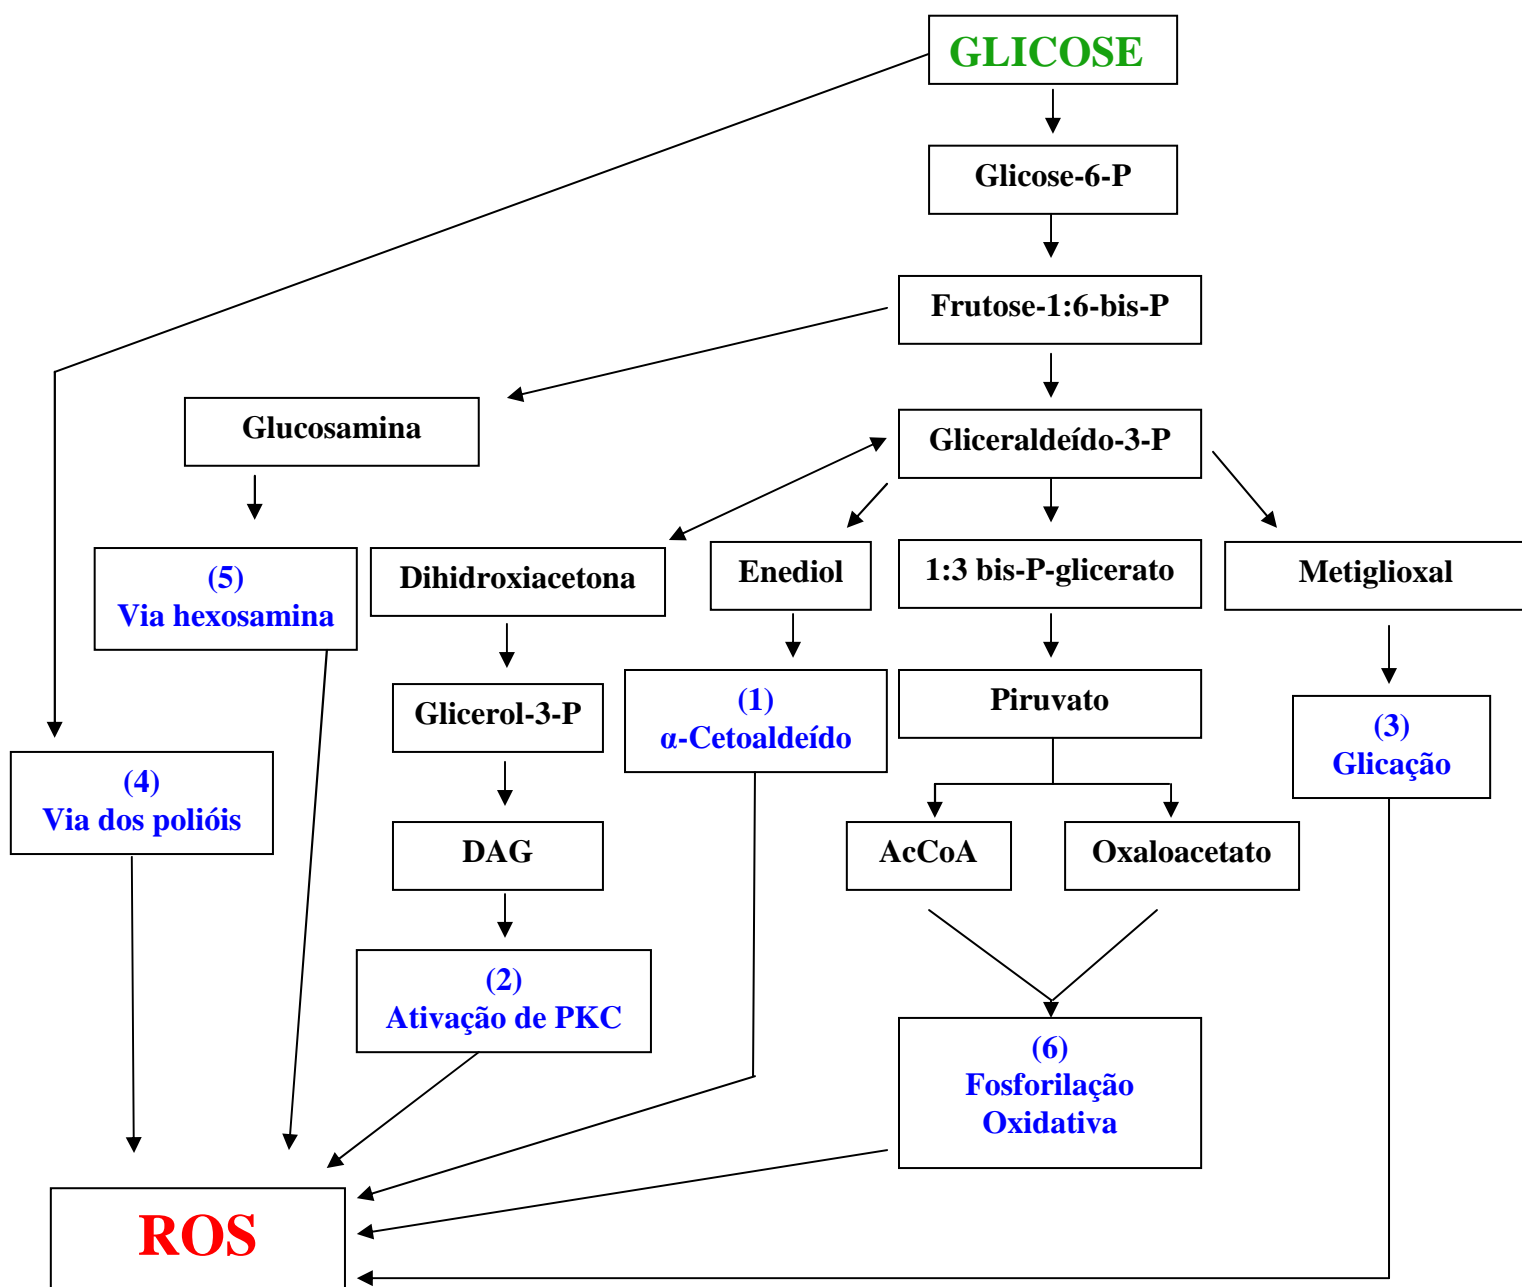 GLICOSE
Glicose-6-P
Frutose-1:6-bis-P
Glucosamina
Gliceraldeído-3-P
(5)
Via hexosamina
Dihidroxiacetona
Enediol
1:3 bis-P-glicerato
Metiglioxal
Glicerol-3-P
(1)
α-Cetoaldeído
Piruvato
(3)
Glicação
(4)
Via dos polióis
DAG
AcCoA
Oxaloacetato
(2)
Ativação de PKC
(6)
Fosforilação
Oxidativa
ROS